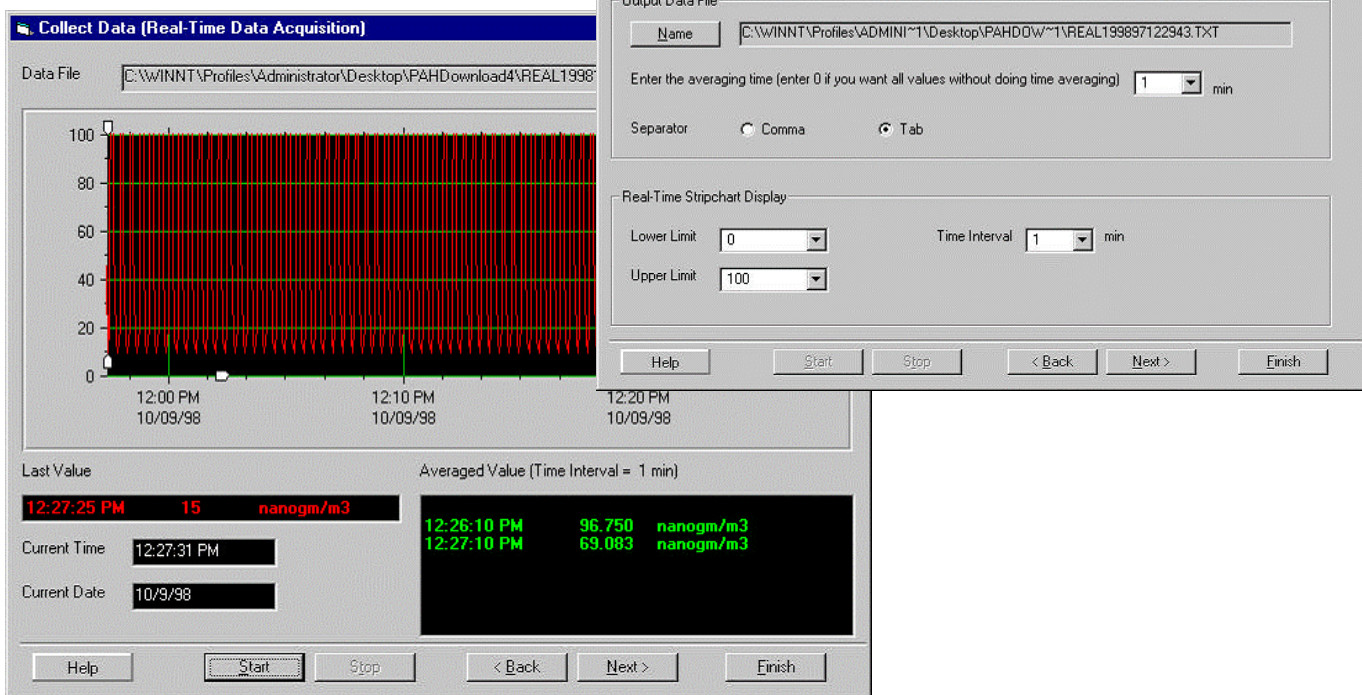 Collect Data (Real-Time Data Acquisition)
Data File C:\WINNT\Profiles\Administrator\Desktop\PAHDownload4\REAL1998
100
80
60
40
20
0
12:00 PM 12:10 PM 12:20 PM
10/09/98 10/09/98 10/09/98
Last Value
12:27:25 PM 15 nanogm/m3
Current Time 12:27:31 PM
Current Date 10/9/98
Averaged Value (Time Interval = 1 min)
12:26:10 PM 96.750 nanogm/m3
12:27:10 PM 69.083 nanogm/m3
Help Start Stop < Back Next > Finish
Output Data File
Name C:\WINNT\Profiles\ADMINI~1\Desktop\PAHDOW~1\REAL199897122943.TXT
Enter the averaging time (enter 0 if you want all values without doing time averaging) 1 min
Separator Comma Tab
Real-Time Stripchart Display
Lower Limit 0 Time Interval 1 min
Upper Limit 100
Help Start Stop < Back Next > Finish